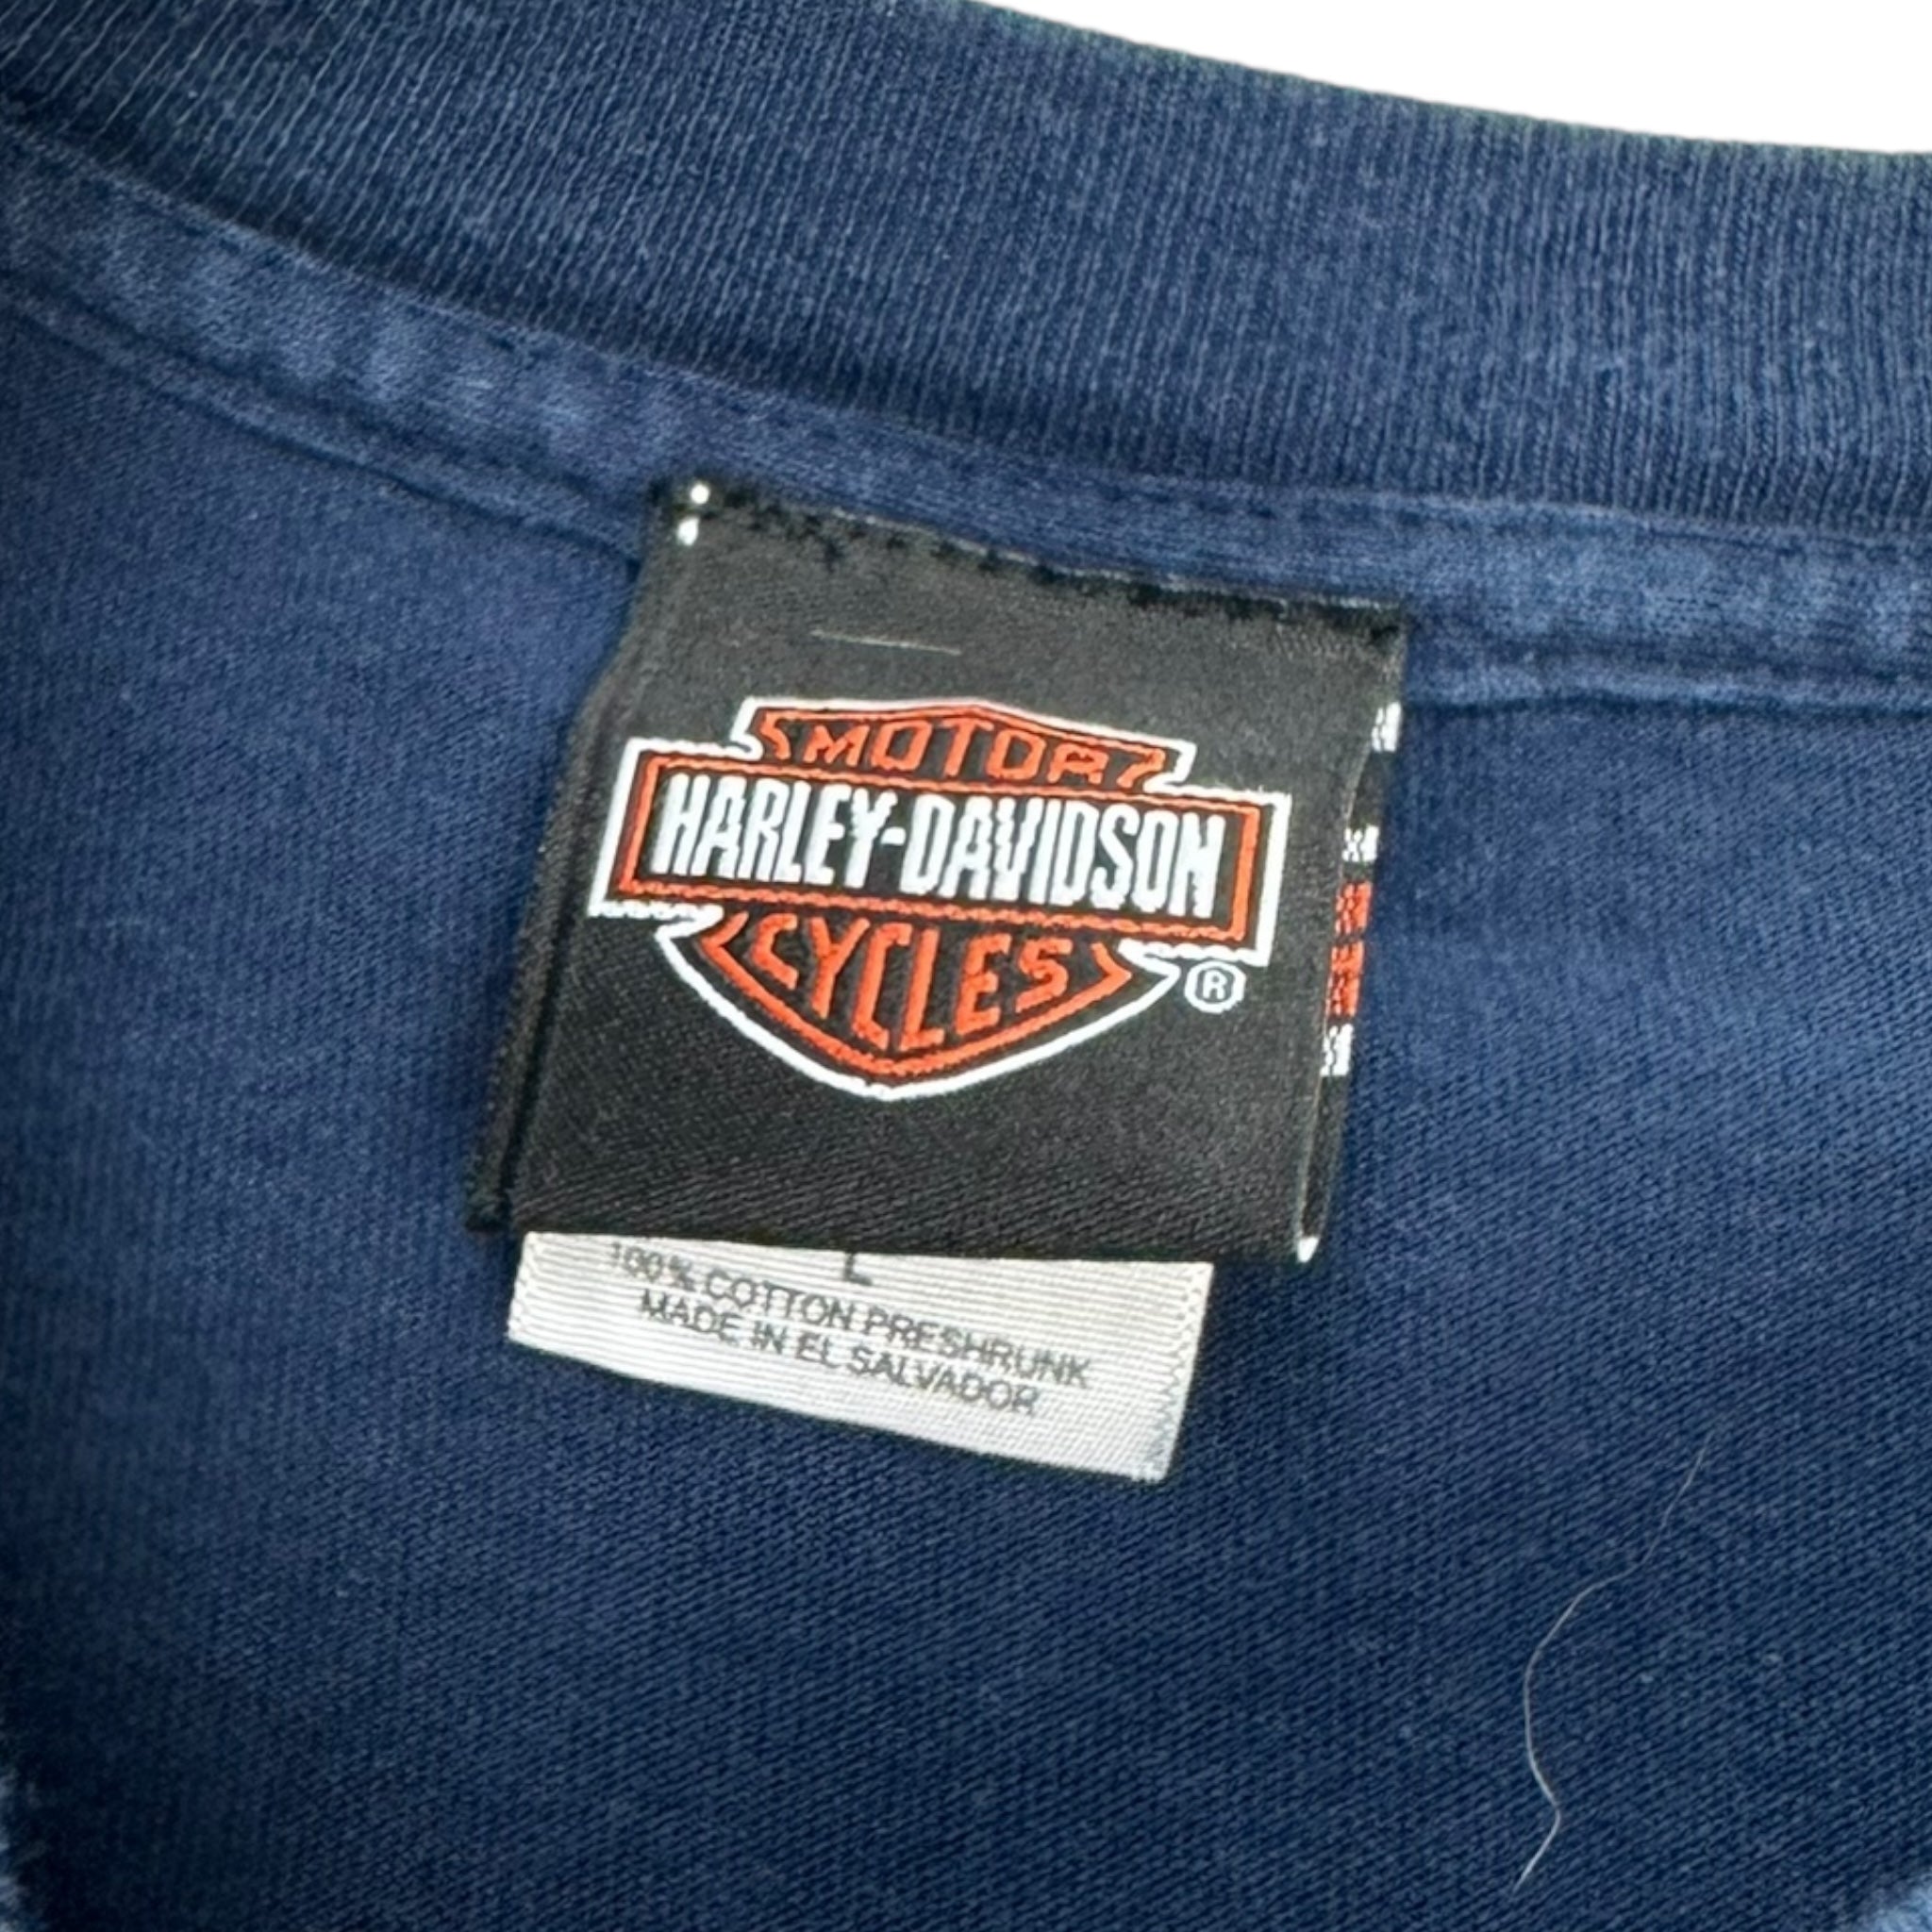 MOTOR
HARLEY-DAVIDSON
CYCLES
®
L
100% COTTON PRESHRUNK
MADE IN EL SALVADOR